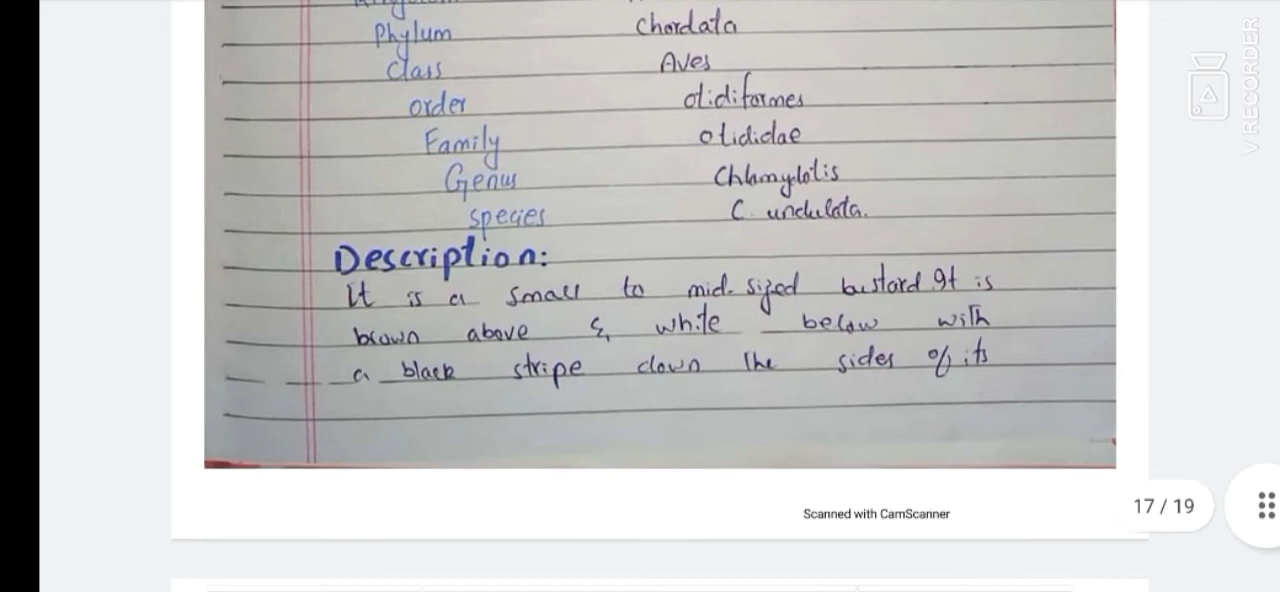 Phylum Chordata
class Aves
order otidiformes
Family otididae
Genus Chlamydotis
species C. undulata.
Description:
It is a small to mid-sized bustard. It is
brown above & white below with
a black stripe down the sides of its
Scanned with CamScanner
17 / 19
V RECORDER